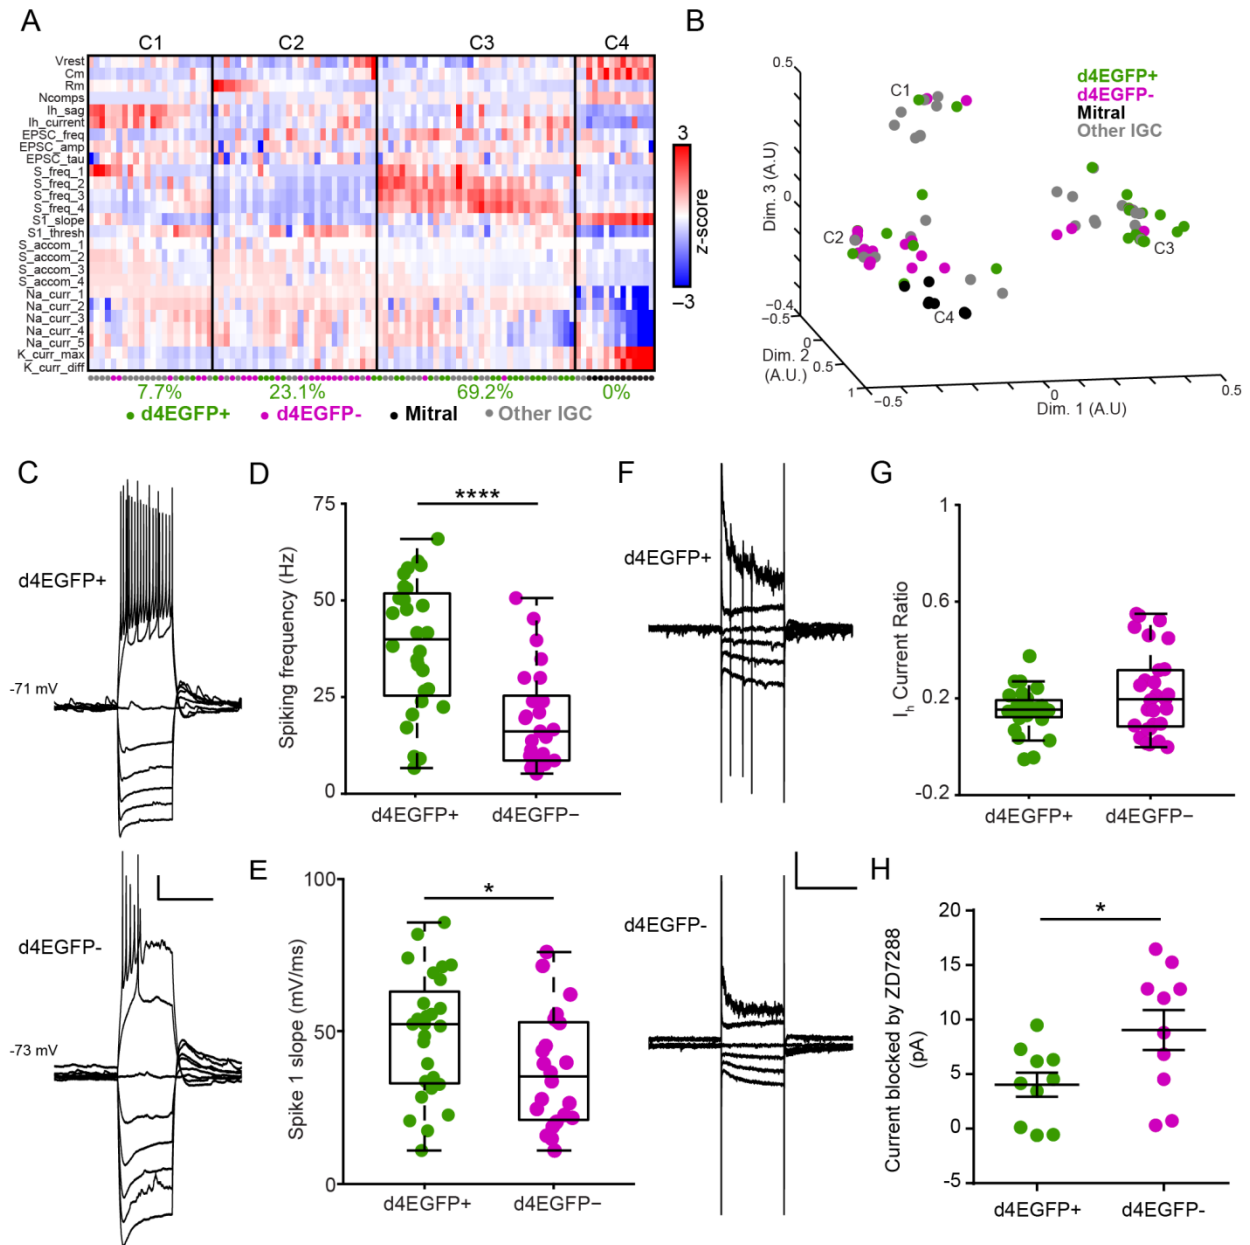 A
C1 C2 C3 C4
Vrest
Cm
Rm
Ncomps
Ih_sag
Ih_current
EPSC_freq
EPSC_amp
EPSC_tau
S_freq_1
S_freq_2
S_freq_3
S_freq_4
S1_slope
S1_thresh
S_accom_1
S_accom_2
S_accom_3
S_accom_4
Na_curr_1
Na_curr_2
Na_curr_3
Na_curr_4
Na_curr_5
K_curr_max
K_curr_diff
3
z-score
−3
7.7% 23.1% 69.2% 0%
d4EGFP+ d4EGFP- Mitral Other IGC
B
d4EGFP+
d4EGFP-
Mitral
Other IGC
C1
C2
C3
C4
Dim. 3 (A.U)
0.5
0
−0.4
−0.5
0
0.5
1
Dim. 2
(A.U.)
−0.5
0
0.5
Dim. 1 (A.U)
C
d4EGFP+
-71 mV
d4EGFP-
-73 mV
D
****
Spiking frequency (Hz)
75
50
25
0
d4EGFP+ d4EGFP−
E
*
Spike 1 slope (mV/ms)
100
50
0
d4EGFP+ d4EGFP−
F
d4EGFP+
d4EGFP-
G
Ih Current Ratio
1
0.6
0.2
-0.2
d4EGFP+ d4EGFP−
H
*
Current blocked by ZD7288
(pA)
20
15
10
5
0
-5
d4EGFP+ d4EGFP-